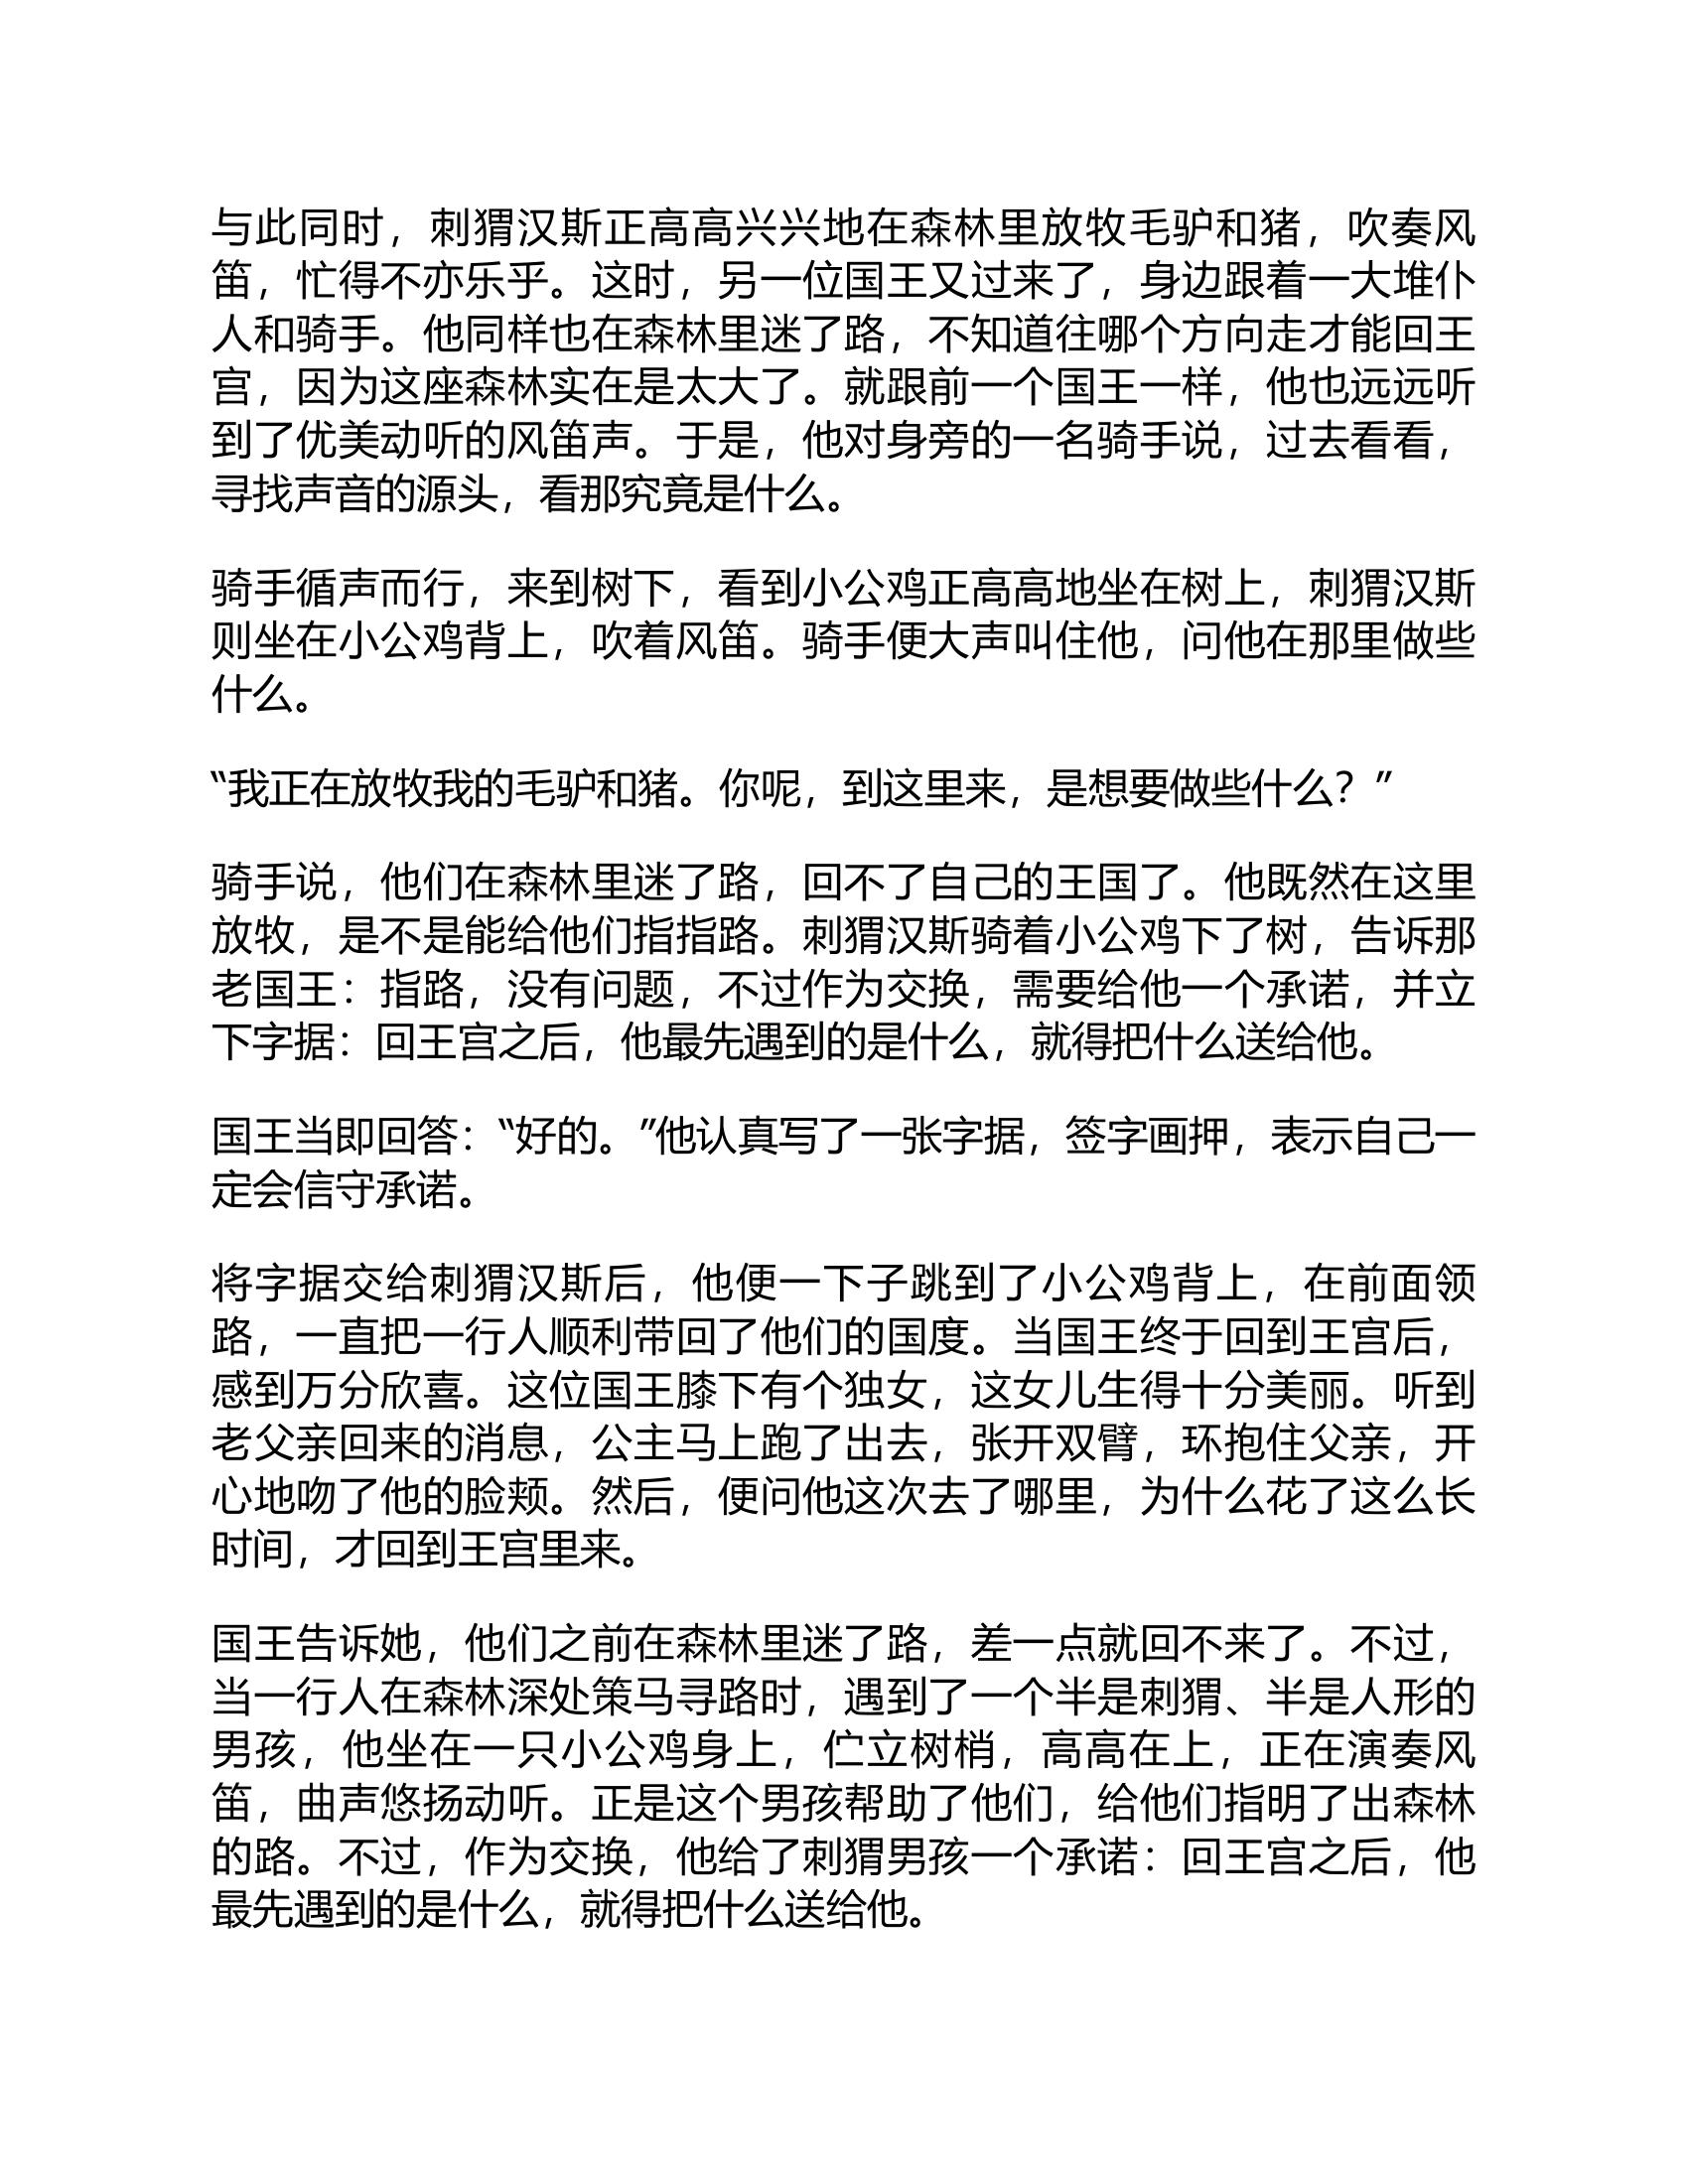 与此同时，刺猬汉斯正高高兴兴地在森林里放牧毛驴和猪，吹奏风
笛，忙得不亦乐乎。这时，另一位国王又过来了，身边跟着一大堆仆
人和骑手。他同样也在森林里迷了路，不知道往哪个方向走才能回王
宫，因为这座森林实在是太大了。就跟前一个国王一样，他也远远听
到了优美动听的风笛声。于是，他对身旁的一名骑手说，过去看看，
寻找声音的源头，看那究竟是什么。
骑手循声而行，来到树下，看到小公鸡正高高地坐在树上，刺猬汉斯
则坐在小公鸡背上，吹着风笛。骑手便大声叫住他，问他在那里做些
什么。
“我正在放牧我的毛驴和猪。你呢，到这里来，是想要做些什么？”
骑手说，他们在森林里迷了路，回不了自己的王国了。他既然在这里
放牧，是不是能给他们指指路。刺猬汉斯骑着小公鸡下了树，告诉那
老国王：指路，没有问题，不过作为交换，需要给他一个承诺，并立
下字据：回王宫之后，他最先遇到的是什么，就得把什么送给他。
国王当即回答：“好的。”他认真写了一张字据，签字画押，表示自己一
定会信守承诺。
将字据交给刺猬汉斯后，他便一下子跳到了小公鸡背上，在前面领
路，一直把一行人顺利带回了他们的国度。当国王终于回到王宫后，
感到万分欣喜。这位国王膝下有个独女，这女儿生得十分美丽。听到
老父亲回来的消息，公主马上跑了出去，张开双臂，环抱住父亲，开
心地吻了他的脸颊。然后，便问他这次去了哪里，为什么花了这么长
时间，才回到王宫里来。
国王告诉她，他们之前在森林里迷了路，差一点就回不来了。不过，
当一行人在森林深处策马寻路时，遇到了一个半是刺猬、半是人形的
男孩，他坐在一只小公鸡身上，伫立树梢，高高在上，正在演奏风
笛，曲声悠扬动听。正是这个男孩帮助了他们，给他们指明了出森林
的路。不过，作为交换，他给了刺猬男孩一个承诺：回王宫之后，他
最先遇到的是什么，就得把什么送给他。